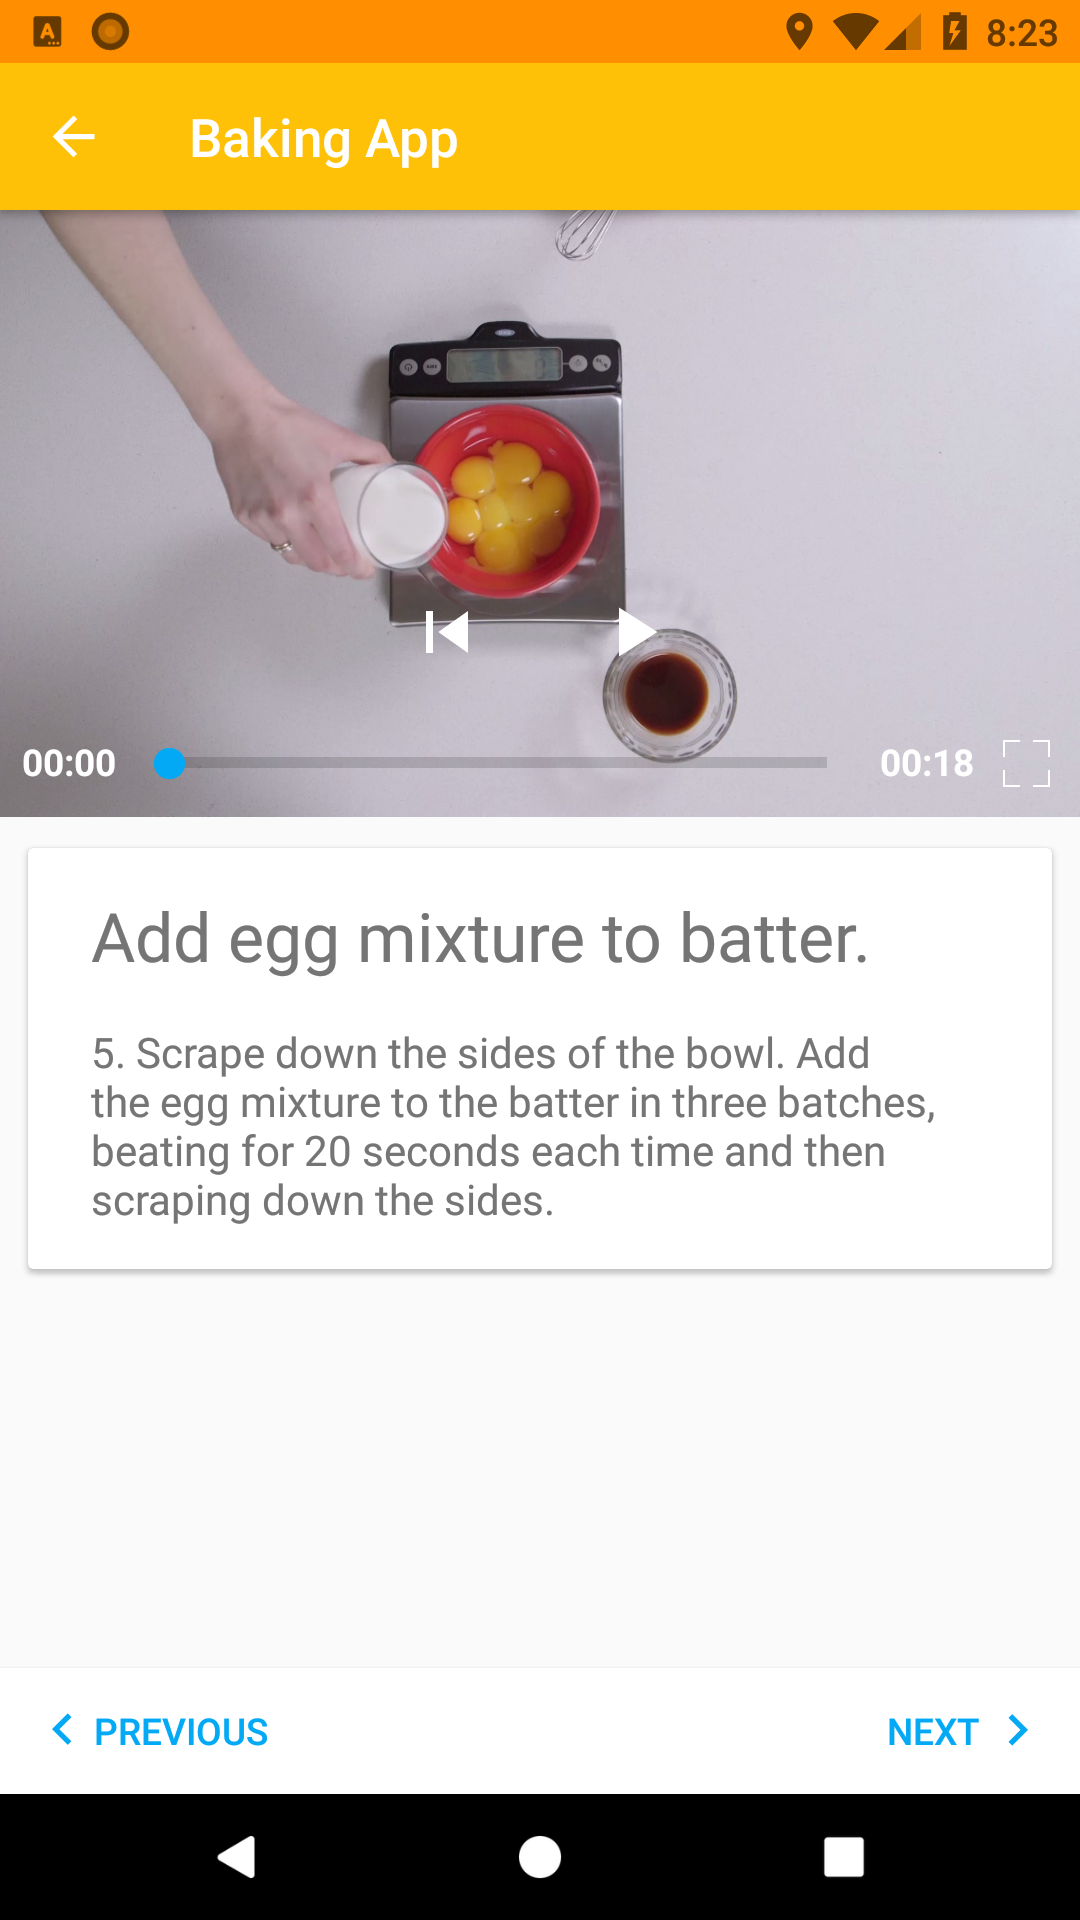 8:23
Baking App
00:00
00:18
Add egg mixture to batter.
5. Scrape down the sides of the bowl. Add
the egg mixture to the batter in three batches,
beating for 20 seconds each time and then
scraping down the sides.
PREVIOUS
NEXT